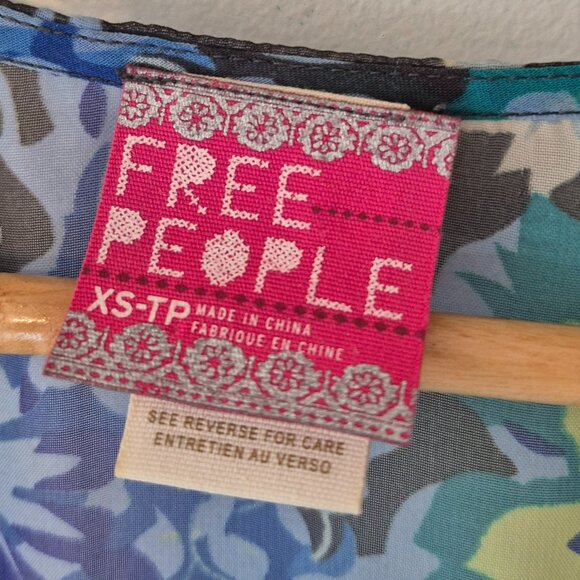 FREE
PEOPLE
XS-TP MADE IN CHINA
FABRIQUE EN CHINE
SEE REVERSE FOR CARE
ENTRETIEN AU VERSO